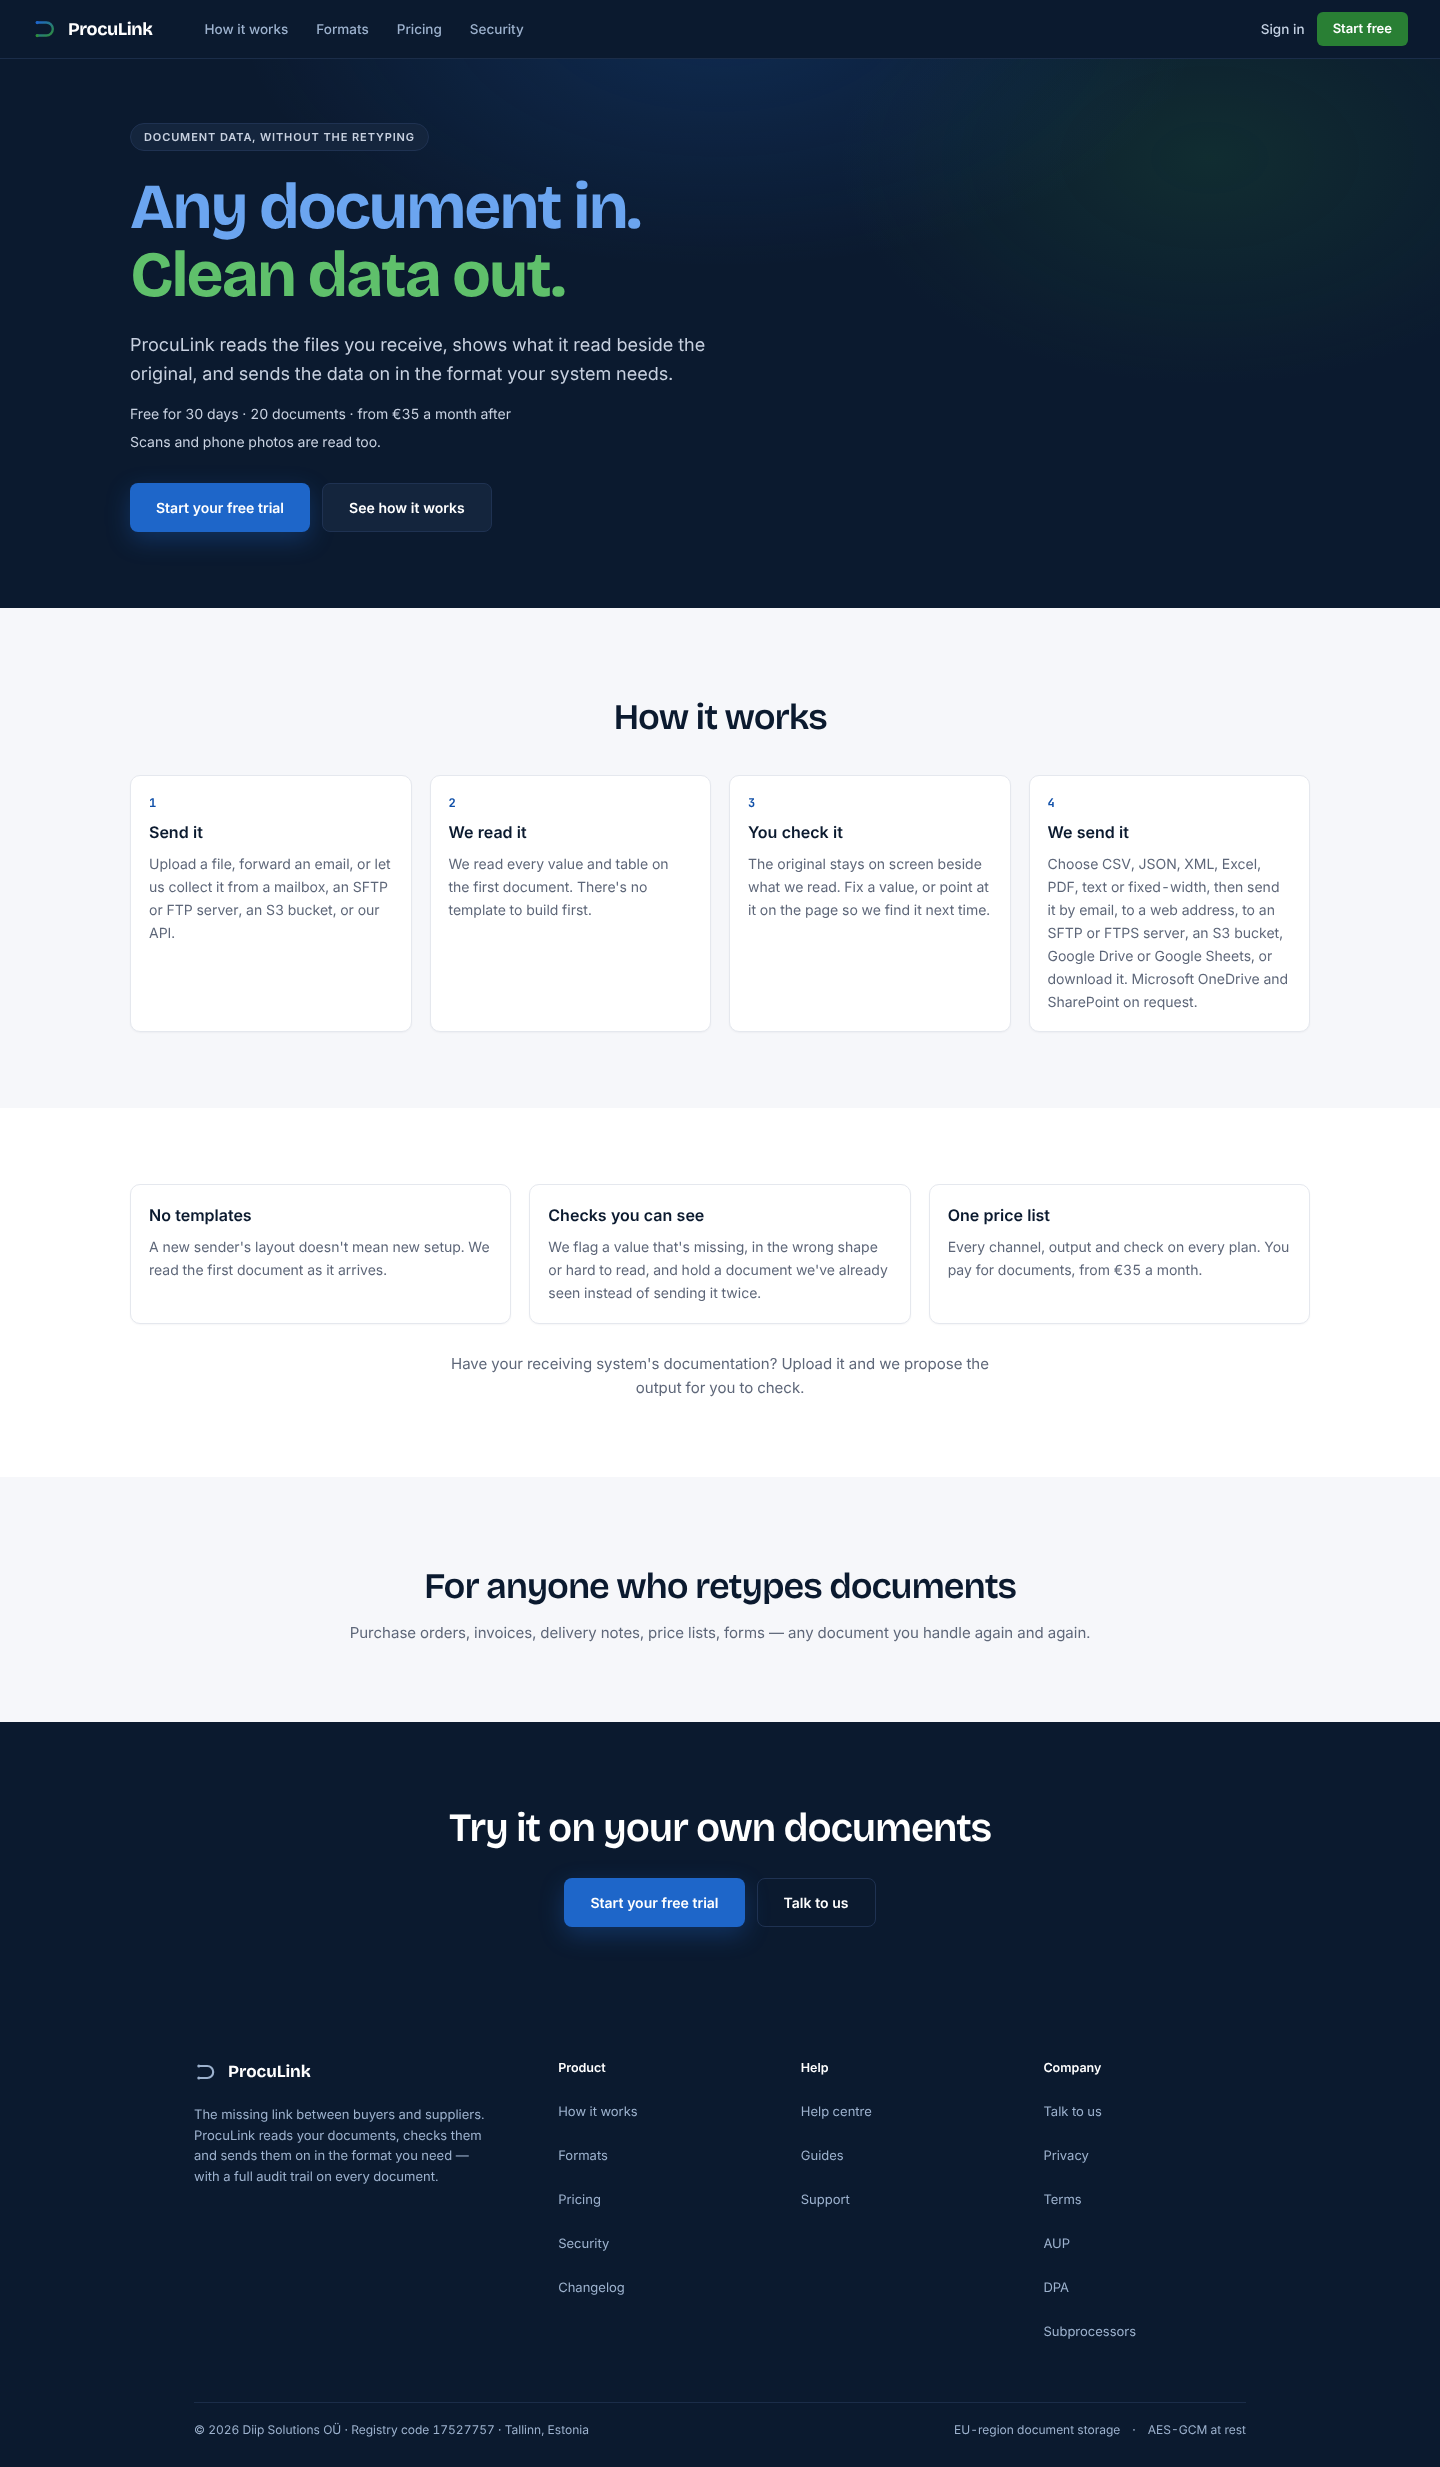 ProcuLink
How it works
Formats
Pricing
Security
Sign in
Start free
DOCUMENT DATA, WITHOUT THE RETYPING
Any document in.
Clean data out.
ProcuLink reads the files you receive, shows what it read beside the
original, and sends the data on in the format your system needs.
Free for 30 days · 20 documents · from €35 a month after
Scans and phone photos are read too.
Start your free trial
See how it works
How it works
1
Send it
Upload a file, forward an email, or let
us collect it from a mailbox, an SFTP
or FTP server, an S3 bucket, or our
API.
2
We read it
We read every value and table on
the first document. There's no
template to build first.
3
You check it
The original stays on screen beside
what we read. Fix a value, or point at
it on the page so we find it next time.
4
We send it
Choose CSV, JSON, XML, Excel,
PDF, text or fixed-width, then send
it by email, to a web address, to an
SFTP or FTPS server, an S3 bucket,
Google Drive or Google Sheets, or
download it. Microsoft OneDrive and
SharePoint on request.
No templates
A new sender's layout doesn't mean new setup. We
read the first document as it arrives.
Checks you can see
We flag a value that's missing, in the wrong shape
or hard to read, and hold a document we've already
seen instead of sending it twice.
One price list
Every channel, output and check on every plan. You
pay for documents, from €35 a month.
Have your receiving system's documentation? Upload it and we propose the
output for you to check.
For anyone who retypes documents
Purchase orders, invoices, delivery notes, price lists, forms — any document you handle again and again.
Try it on your own documents
Start your free trial
Talk to us
ProcuLink
The missing link between buyers and suppliers.
ProcuLink reads your documents, checks them
and sends them on in the format you need —
with a full audit trail on every document.
Product
How it works
Formats
Pricing
Security
Changelog
Help
Help centre
Guides
Support
Company
Talk to us
Privacy
Terms
AUP
DPA
Subprocessors
© 2026 Diip Solutions OÜ · Registry code 17527757 · Tallinn, Estonia
EU-region document storage · AES-GCM at rest